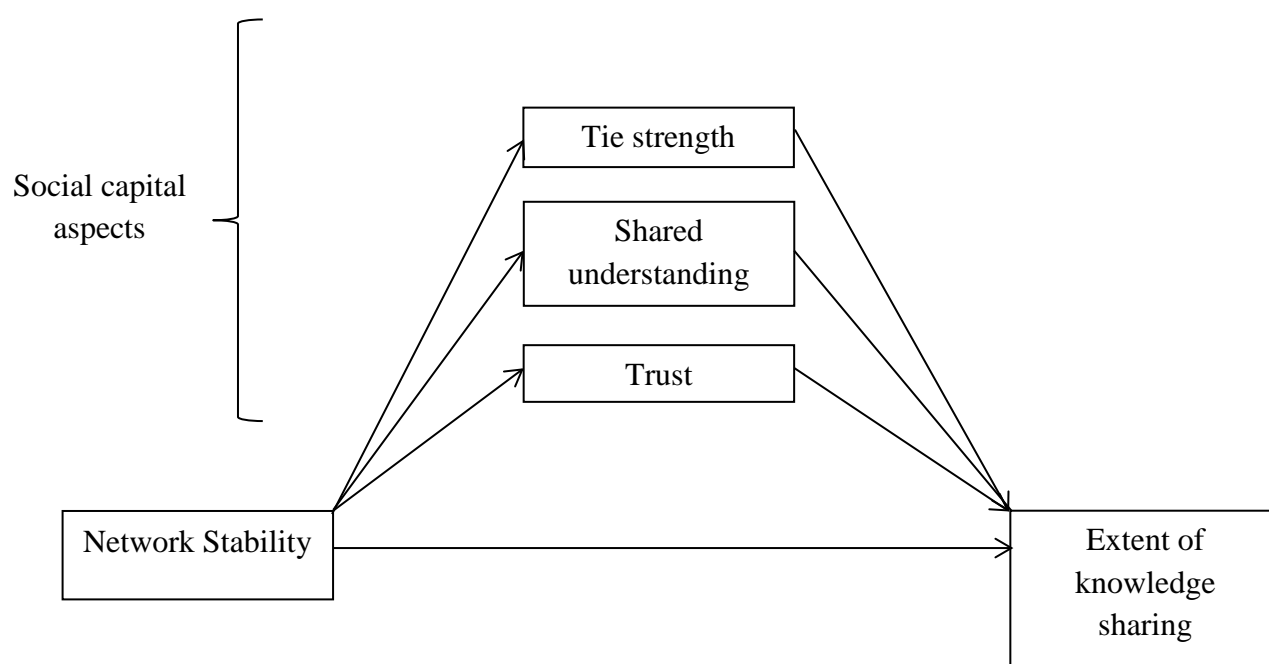 Tie strength
Social capital
aspects
Shared
understanding
Trust
Network Stability
Extent of
knowledge
sharing